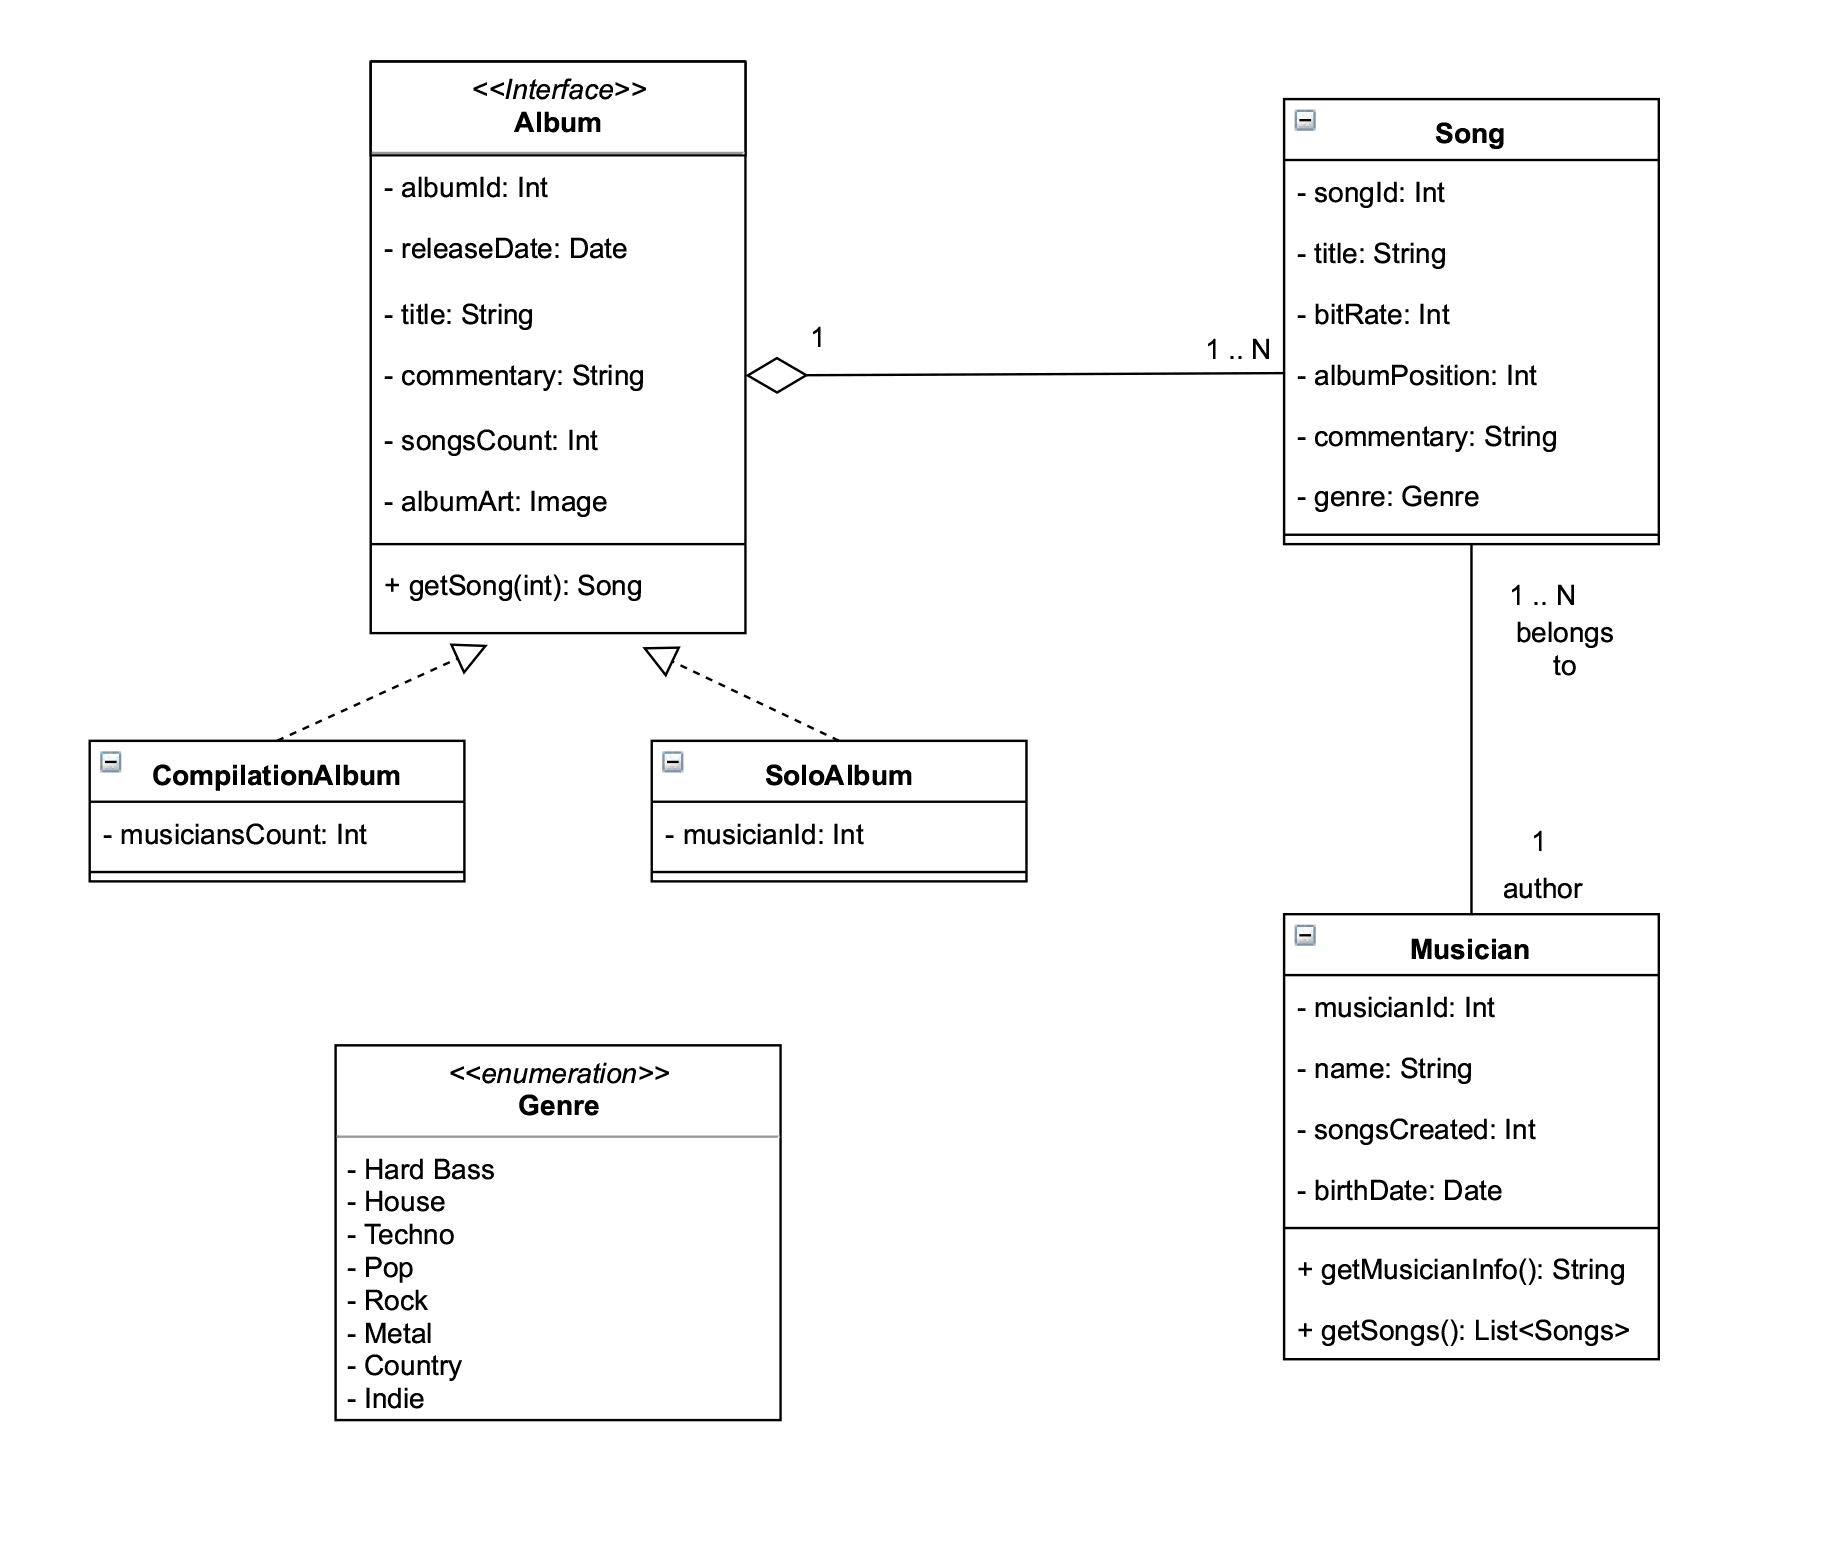 <<Interface>>
Album
- albumId: Int
- releaseDate: Date
- title: String
- commentary: String
- songsCount: Int
- albumArt: Image
+ getSong(int): Song
1
1 .. N
Song
- songId: Int
- title: String
- bitRate: Int
- albumPosition: Int
- commentary: String
- genre: Genre
1 .. N
belongs
to
1
author
CompilationAlbum
- musiciansCount: Int
SoloAlbum
- musicianId: Int
Musician
- musicianId: Int
- name: String
- songsCreated: Int
- birthDate: Date
+ getMusicianInfo(): String
+ getSongs(): List<Songs>
<<enumeration>>
Genre
- Hard Bass
- House
- Techno
- Pop
- Rock
- Metal
- Country
- Indie